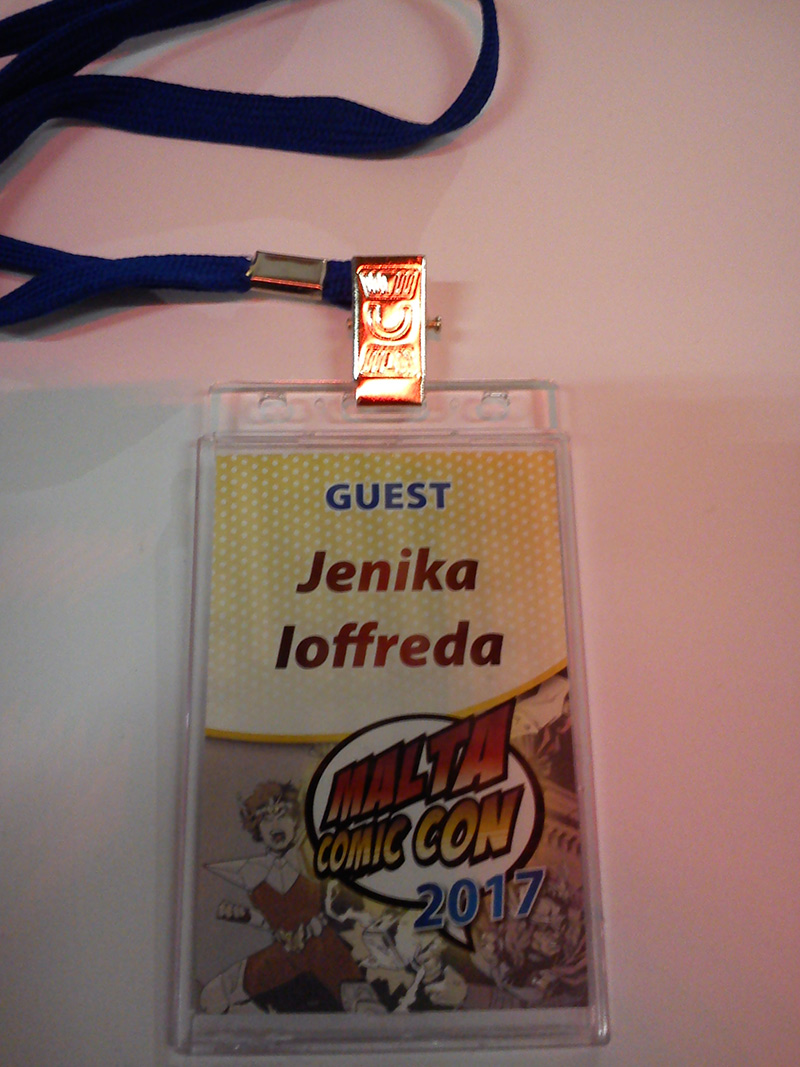 GUEST
Jenika
Ioffreda
MALTA
COMIC CON
2017